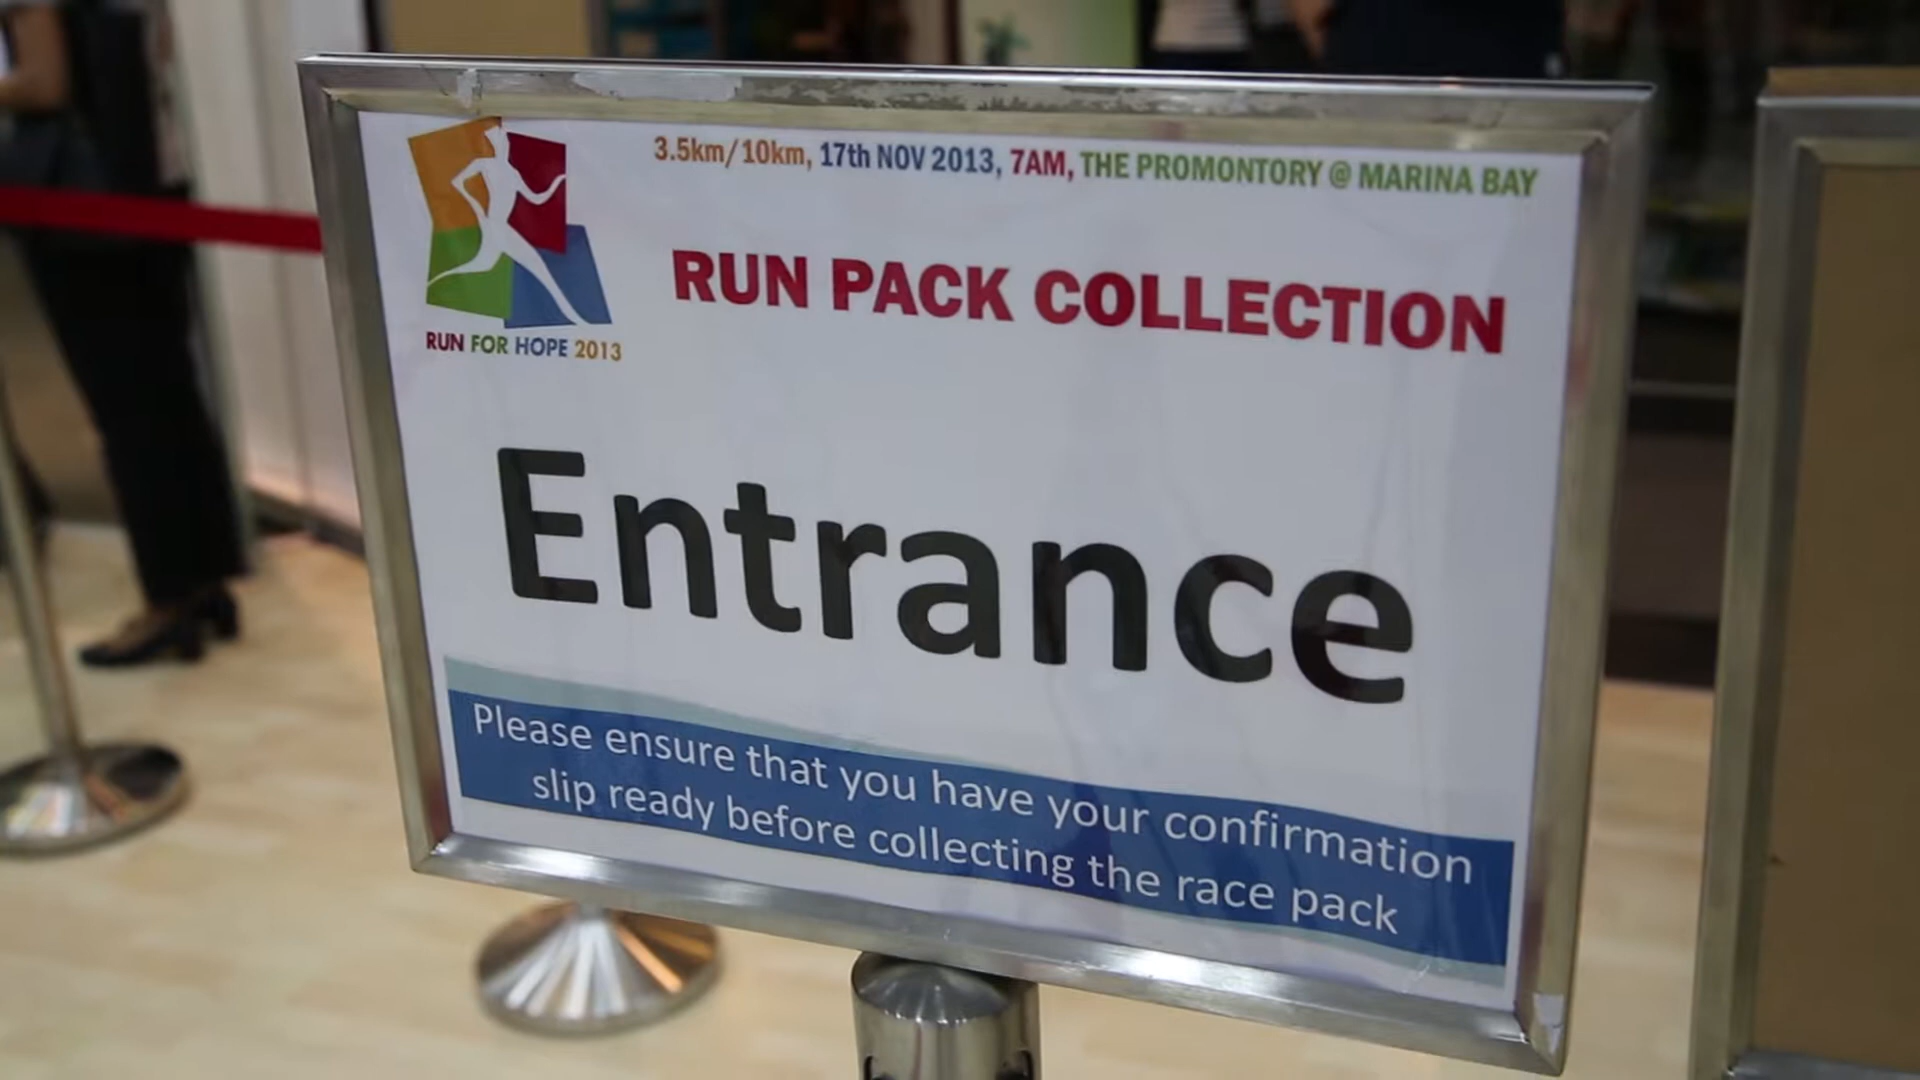 3.5km/10km, 17th NOV 2013, 7AM, THE PROMONTORY @ MARINA BAY
RUN PACK COLLECTION
RUN FOR HOPE 2013
Entrance
Please ensure that you have your confirmation
slip ready before collecting the race pack